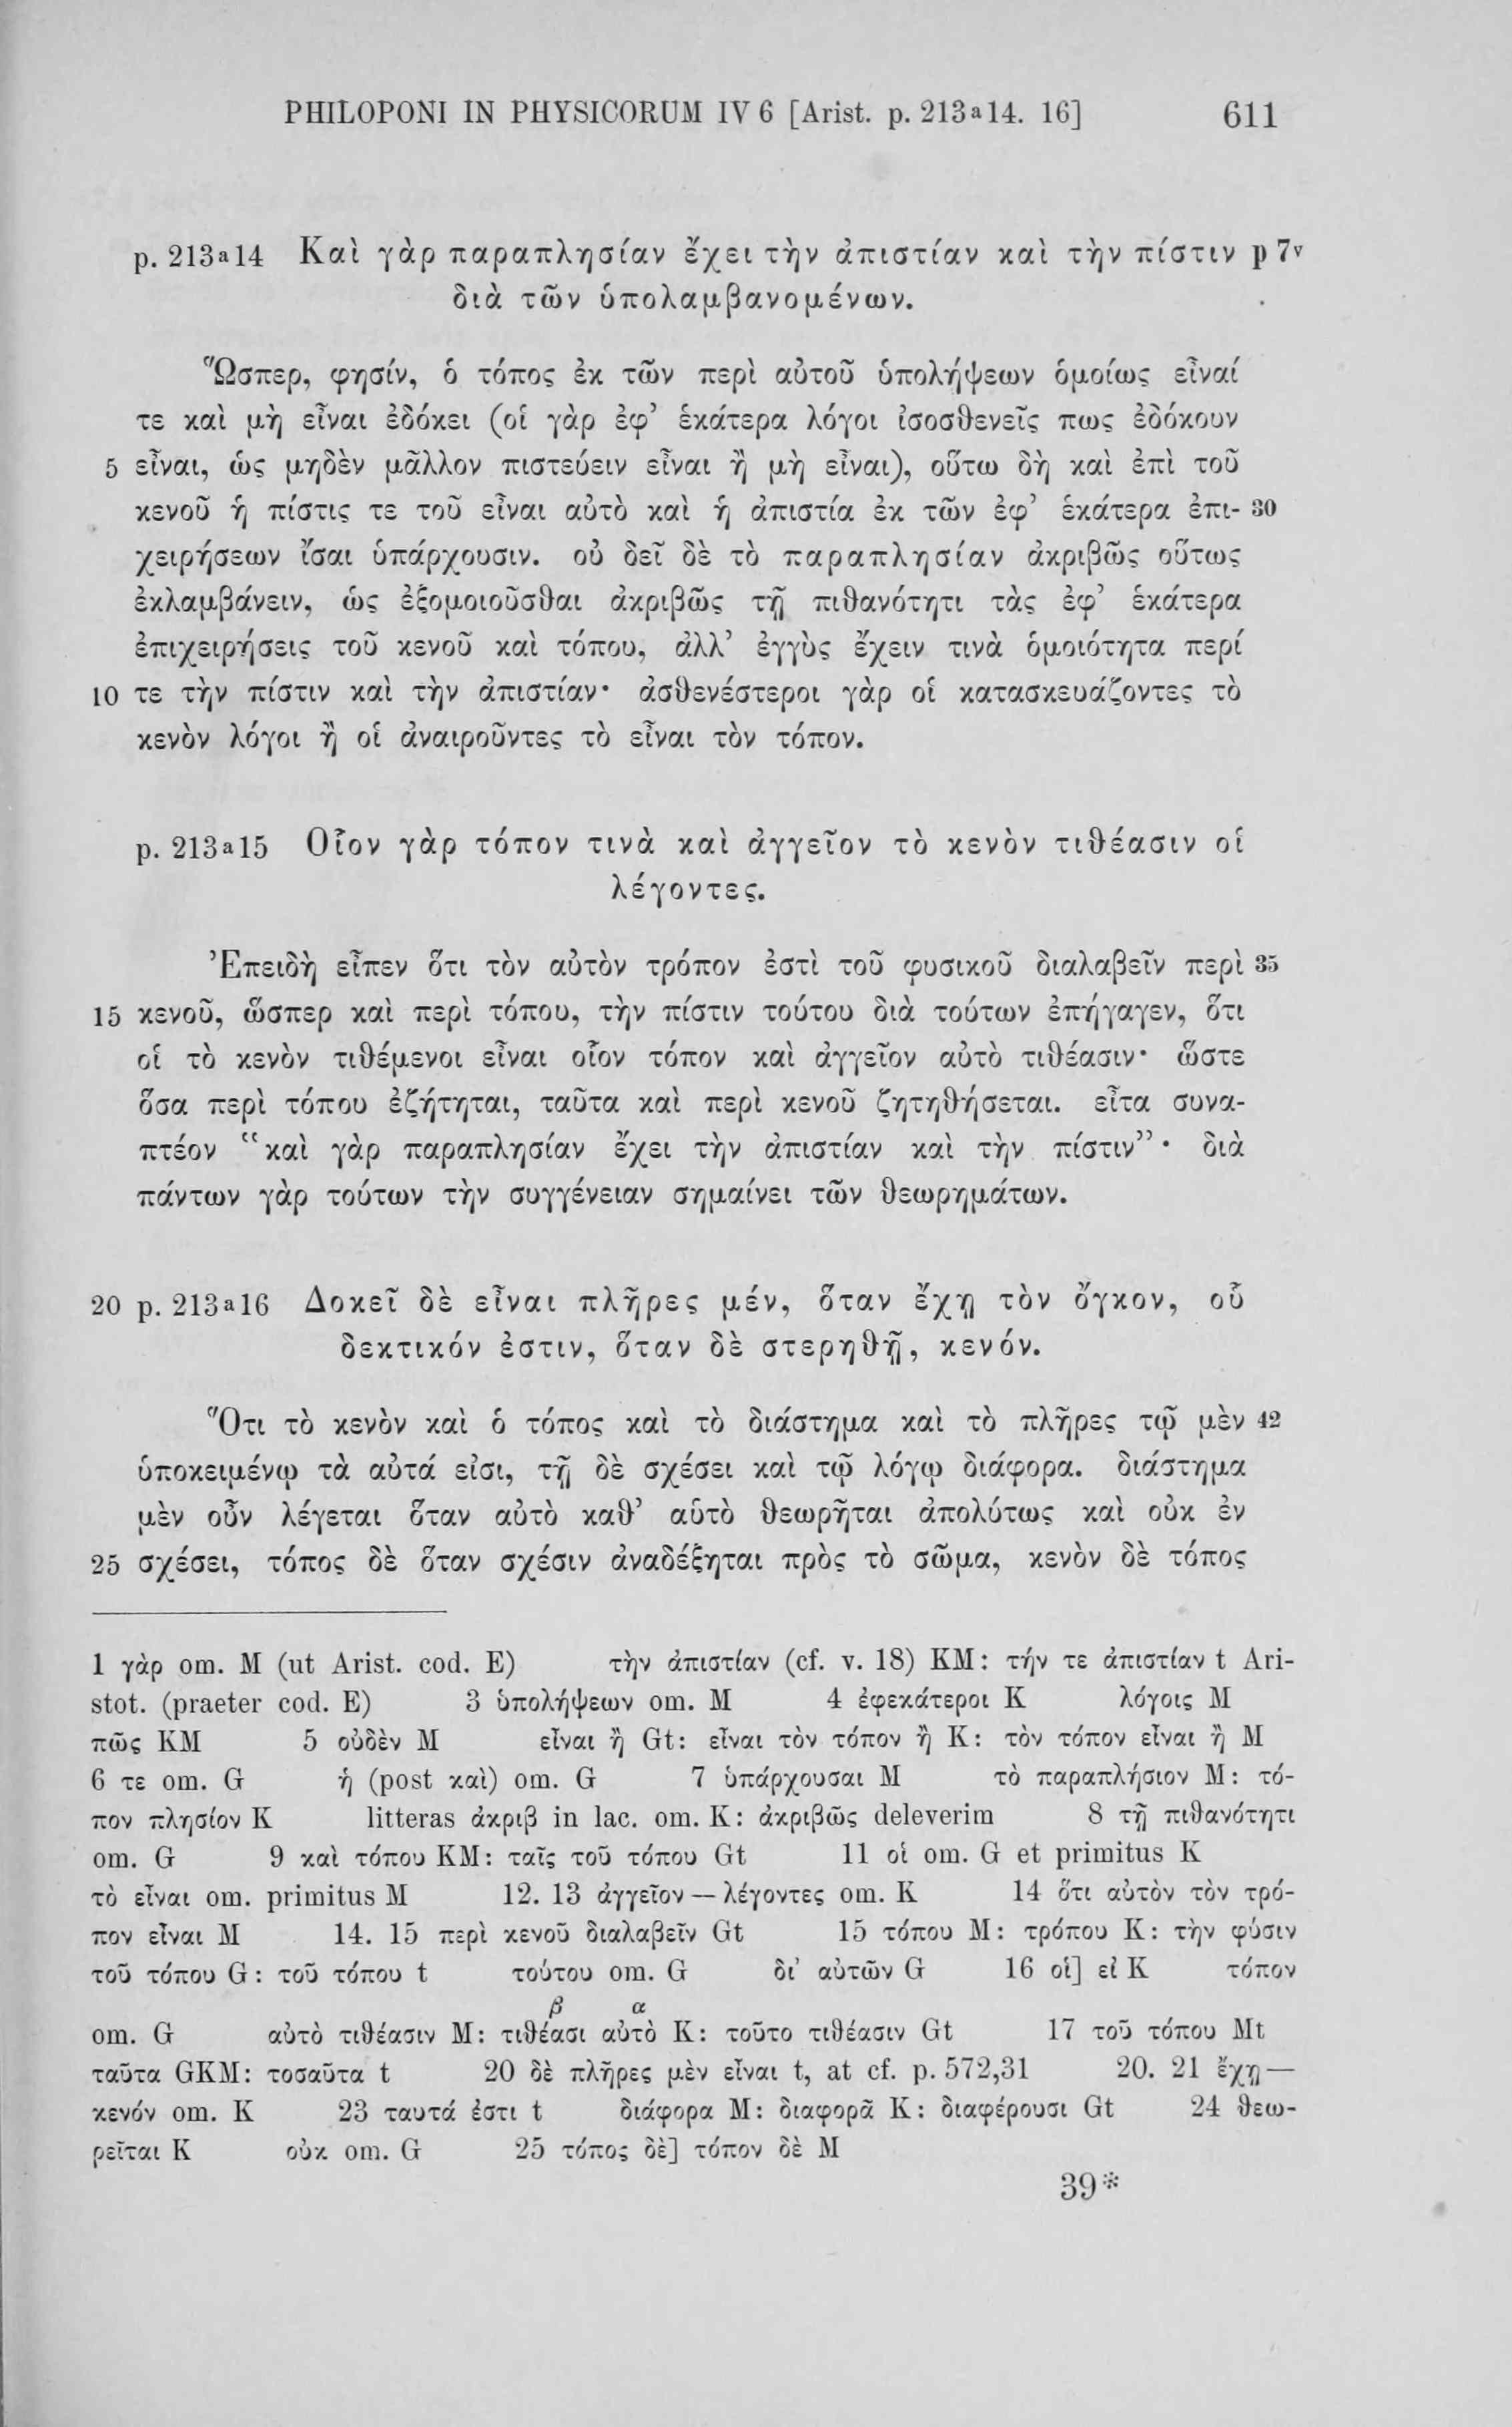 PHILOPONI IN PHYSICORUM IV 6 [Arist. p. 213a14. 16] 611
p. 213a14 Καὶ γὰρ παραπλησίαν ἔχει τὴν ἀπιστίαν καὶ τὴν πίστιν p 7v
διὰ τῶν ὑπολαμβανομένων.
Ὥσπερ, φησίν, ὁ τόπος ἐκ τῶν περὶ αὐτοῦ ὑπολήψεων ὁμοίως εἶναί
τε καὶ μὴ εἶναι ἐδόκει (οἱ γὰρ ἐφ’ ἑκάτερα λόγοι ἰσοσθενεῖς πως ἐδόκουν
5 εἶναι, ὡς μηδὲν μᾶλλον πιστεύειν εἶναι ἢ μὴ εἶναι), οὕτω δὴ καὶ ἐπὶ τοῦ
κενοῦ ἡ πίστις τε τοῦ εἶναι αὐτὸ καὶ ἡ ἀπιστία ἐκ τῶν ἐφ’ ἑκάτερα ἐπι- 30
χειρήσεων ἴσαι ὑπάρχουσιν. οὐ δεῖ δὲ τὸ παραπλησίαν ἀκριβῶς οὕτως
ἐκλαμβάνειν, ὡς ἐξομοιοῦσθαι ἀκριβῶς τῇ πιθανότητι τὰς ἐφ’ ἑκάτερα
ἐπιχειρήσεις τοῦ κενοῦ καὶ τόπου, ἀλλ’ ἐγγὺς ἔχειν τινὰ ὁμοιότητα περί
10 τε τὴν πίστιν καὶ τὴν ἀπιστίαν· ἀσθενέστεροι γὰρ οἱ κατασκευάζοντες τὸ
κενὸν λόγοι ἢ οἱ ἀναιροῦντες τὸ εἶναι τὸν τόπον.
p. 213a15 Οἷον γὰρ τόπον τινὰ καὶ ἀγγεῖον τὸ κενὸν τιθέασιν οἱ
λέγοντες.
Ἐπειδὴ εἶπεν ὅτι τὸν αὐτὸν τρόπον ἐστὶ τοῦ φυσικοῦ διαλαβεῖν περὶ 35
15 κενοῦ, ὥσπερ καὶ περὶ τόπου, τὴν πίστιν τούτου διὰ τούτων ἐπήγαγεν, ὅτι
οἱ τὸ κενὸν τιθέμενοι εἶναι οἷον τόπον καὶ ἀγγεῖον αὐτὸ τιθέασιν· ὥστε
ὅσα περὶ τόπου ἐζήτηται, ταῦτα καὶ περὶ κενοῦ ζητηθήσεται. εἶτα συνα-
πτέον “καὶ γὰρ παραπλησίαν ἔχει τὴν ἀπιστίαν καὶ τὴν πίστιν”· διὰ
πάντων γὰρ τούτων τὴν συγγένειαν σημαίνει τῶν θεωρημάτων.
20 p. 213a16 Δοκεῖ δὲ εἶναι πλῆρες μέν, ὅταν ἔχῃ τὸν ὄγκον, οὗ
δεκτικόν ἐστιν, ὅταν δὲ στερηθῇ, κενόν.
Ὅτι τὸ κενὸν καὶ ὁ τόπος καὶ τὸ διάστημα καὶ τὸ πλῆρες τῷ μὲν 42
ὑποκειμένῳ τὰ αὐτά εἰσι, τῇ δὲ σχέσει καὶ τῷ λόγῳ διάφορα. διάστημα
μὲν οὖν λέγεται ὅταν αὐτὸ καθ’ αὑτὸ θεωρῆται ἀπολύτως καὶ οὐκ ἐν
25 σχέσει, τόπος δὲ ὅταν σχέσιν ἀναδέξηται πρὸς τὸ σῶμα, κενὸν δὲ τόπος
1 γὰρ om. M (ut Arist. cod. E) τὴν ἀπιστίαν (cf. v. 18) KM: τήν τε ἀπιστίαν t Ari-
stot. (praeter cod. E) 3 ὑπολήψεων om. M 4 ἐφεκάτεροι K λόγοις M
πῶς KM 5 οὐδὲν M εἶναι ἢ Gt: εἶναι τὸν τόπον ἢ K: τὸν τόπον εἶναι ἢ M
6 τε om. G ἡ (post καὶ) om. G 7 ὑπάρχουσαι M τὸ παραπλήσιον M: τό-
πον πλησίον K litteras ἀκριβ in lac. om. K: ἀκριβῶς deleverim 8 τῇ πιθανότητι
om. G 9 καὶ τόπου KM: ταῖς τοῦ τόπου Gt 11 οἱ om. G et primitus K
τὸ εἶναι om. primitus M 12. 13 ἀγγεῖον — λέγοντες om. K 14 ὅτι αὐτὸν τὸν τρό-
πον εἶναι M 14. 15 περὶ κενοῦ διαλαβεῖν Gt 15 τόπου M: τρόπου K: τὴν φύσιν
τοῦ τόπου G: τοῦ τόπου t τούτου om. G δι’ αὐτῶν G 16 οἱ] εἰ K τόπον
β α
om. G αὐτὸ τιθέασιν M: τιθέασι αὐτὸ K: τοῦτο τιθέασιν Gt 17 τοῦ τόπου Mt
ταῦτα GKM: τοσαῦτα t 20 δὲ πλῆρες μὲν εἶναι t, at cf. p. 572,31 20. 21 ἔχῃ —
κενόν om. K 23 ταυτά ἐστι t διάφορα M: διαφορᾶ K: διαφέρουσι Gt 24 θεω-
ρεῖται K οὐκ om. G 25 τόπος δὲ] τόπον δὲ M
39*